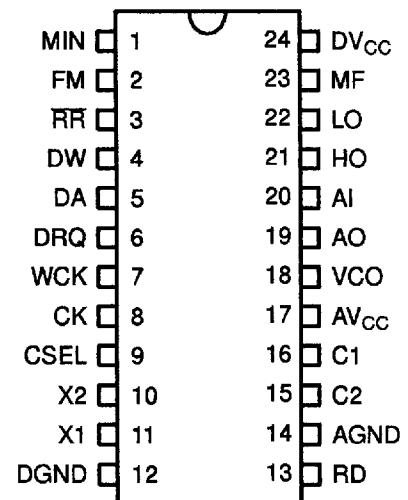 MIN 1 24 DVCC
FM 2 23 MF
RR 3 22 LO
DW 4 21 HO
DA 5 20 AI
DRQ 6 19 AO
WCK 7 18 VCO
CK 8 17 AVCC
CSEL 9 16 C1
X2 10 15 C2
X1 11 14 AGND
DGND 12 13 RD